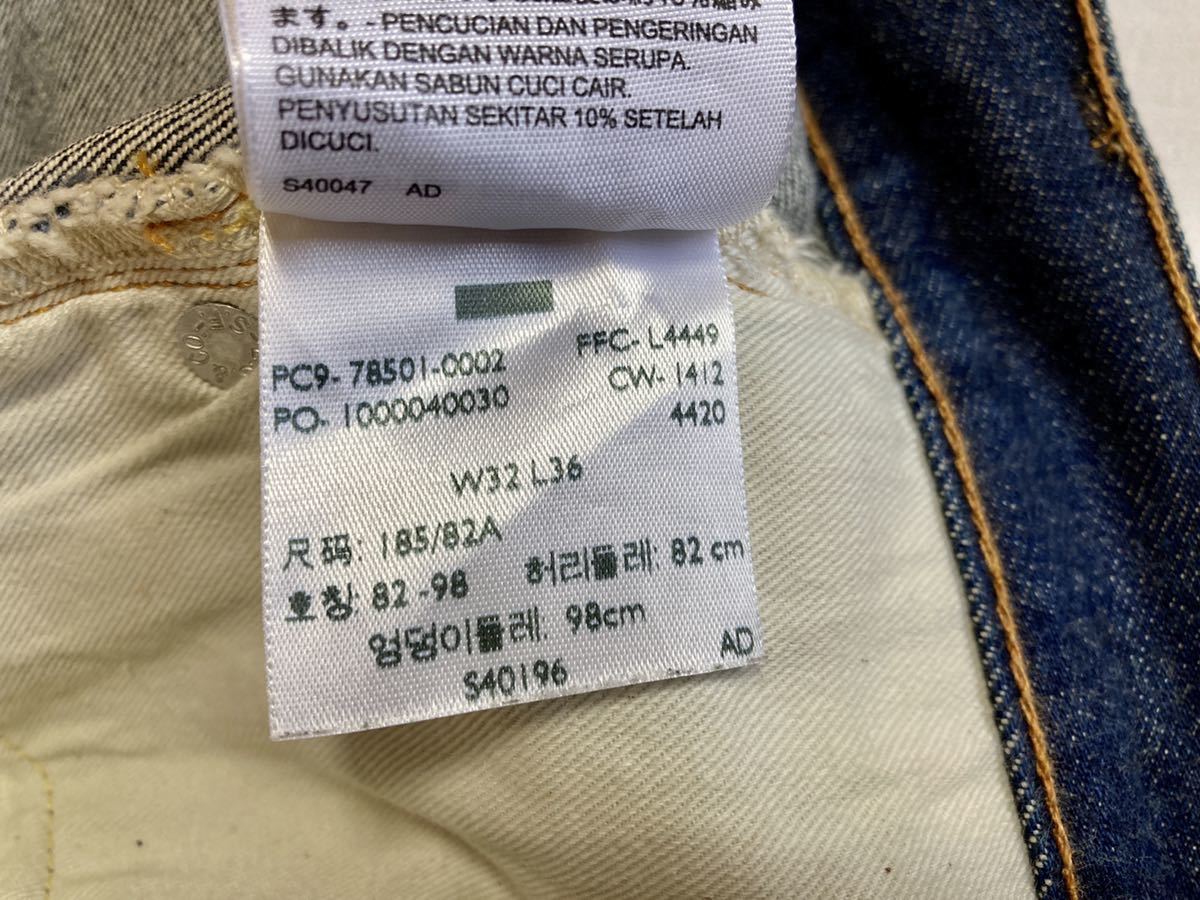 ます。- PENCUCIAN DAN PENGERINGAN
DIBALIK DENGAN WARNA SERUPA.
GUNAKAN SABUN CUCI CAIR.
PENYUSUTAN SEKITAR 10% SETELAH
DICUCI.
S40047 AD
PC9- 78501-0002 FFC- L4449
PO- 1000040030 CW- 1412
4420
W32 L36
尺码: 185/82A
호칭: 82 -98 허리둘레: 82 cm
엉덩이둘레: 98cm
S40196 AD